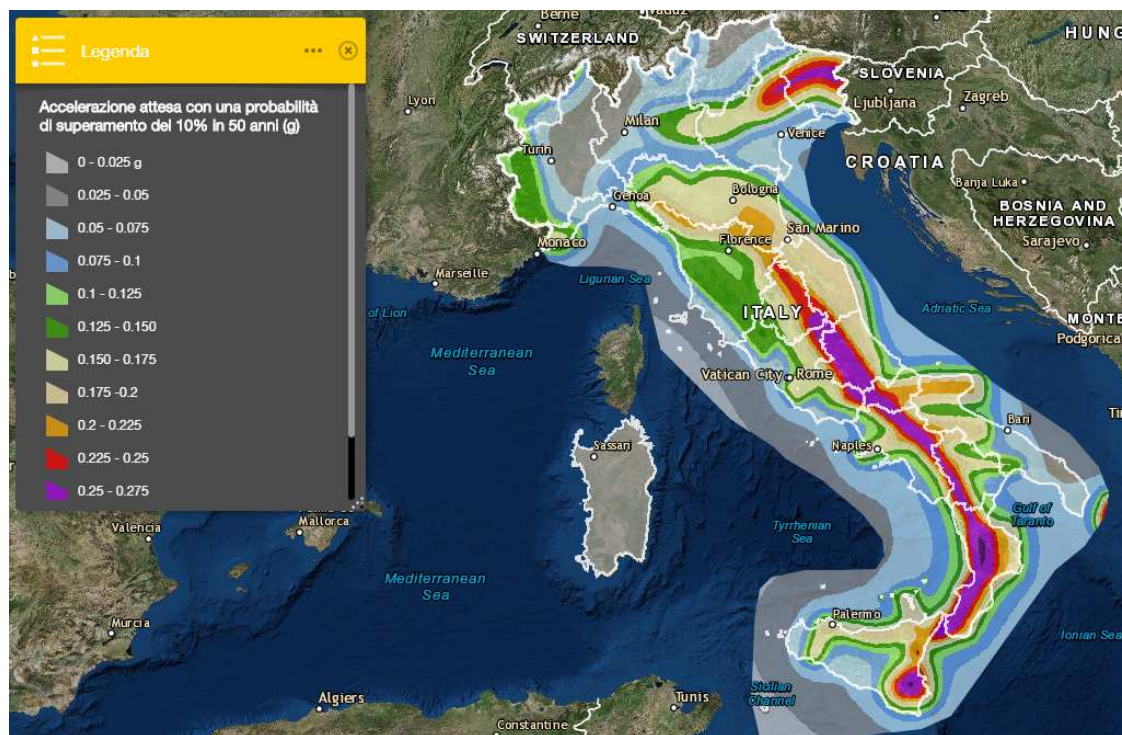 Legenda
Accelerazione attesa con una probabilità
di superamento del 10% in 50 anni (g)
0 - 0.025 g
0.025 - 0.05
0.05 - 0.075
0.075 - 0.1
0.1 - 0.125
0.125 - 0.150
0.150 - 0.175
0.175 -0.2
0.2 - 0.225
0.225 - 0.25
0.25 - 0.275
Berne
SWITZERLAND
HUNG
SLOVENIA
Ljubljana
Zagreb
Lyon
Milan
Venice
Turin
CROATIA
Banja Luka
Genoa
Bologna
BOSNIA AND
HERZEGOVINA
San Marino
Florence
Sarajevo
Monaco
Marseille
Ligurian Sea
of Lion
ITALY
Adriatic Sea
MONTE
Podgorica
Mediterranean
Sea
Vatican City
Rome
Bari
Sassari
Naples
Mallorca
Valencia
Tyrrhenian
Sea
Gulf of
Taranto
Mediterranean
Sea
Murcia
Palermo
Ionian Sea
Sicilian
Channel
Algiers
Tunis
Constantine